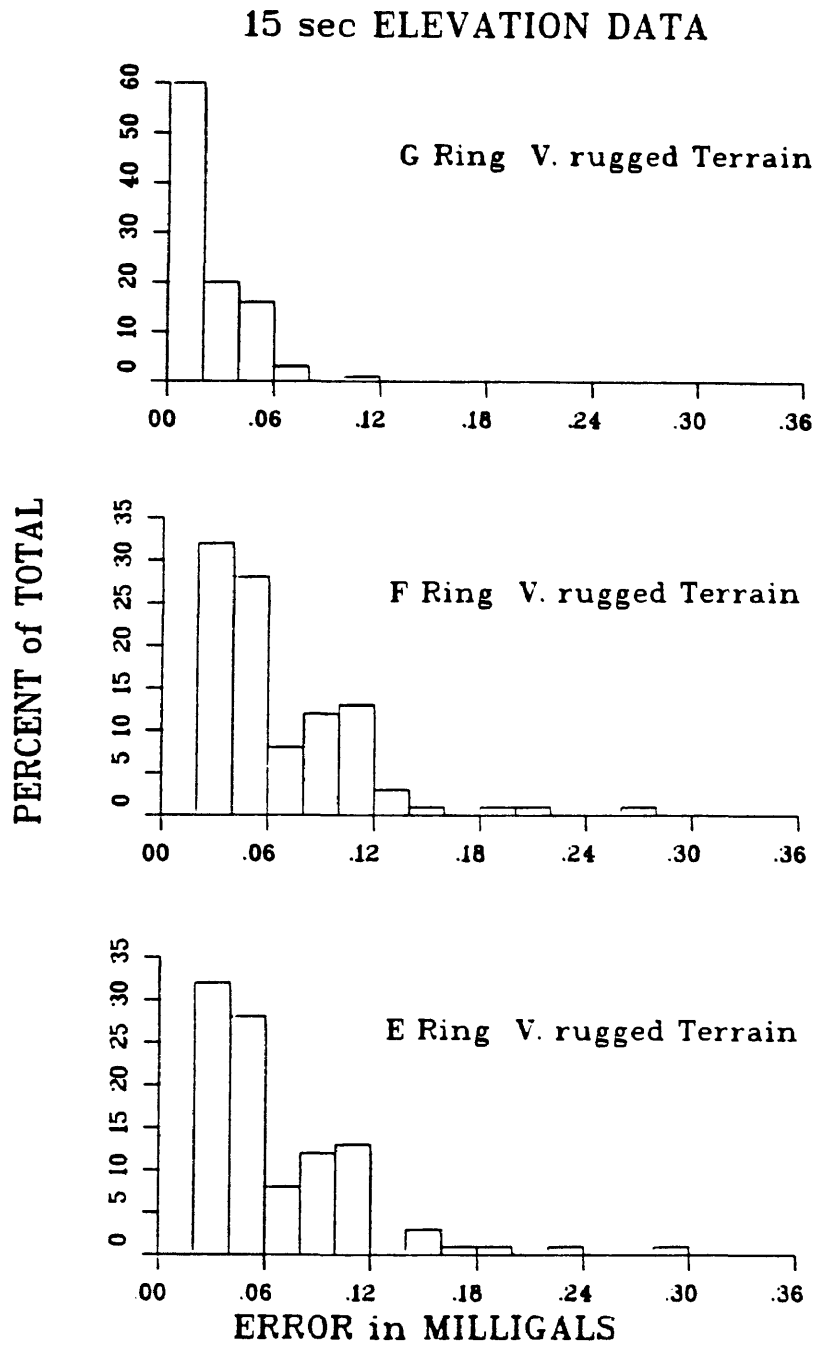 15 sec ELEVATION DATA
G Ring V. rugged Terrain
60
50
40
30
20
10
0
00 .06 .12 .18 .24 .30 .36
PERCENT of TOTAL
F Ring V. rugged Terrain
35
30
25
20
15
10
5
0
00 .06 .12 .18 .24 .30 .36
E Ring V. rugged Terrain
35
30
25
20
15
10
5
0
.00 .06 .12 .18 .24 .30 .36
ERROR in MILLIGALS